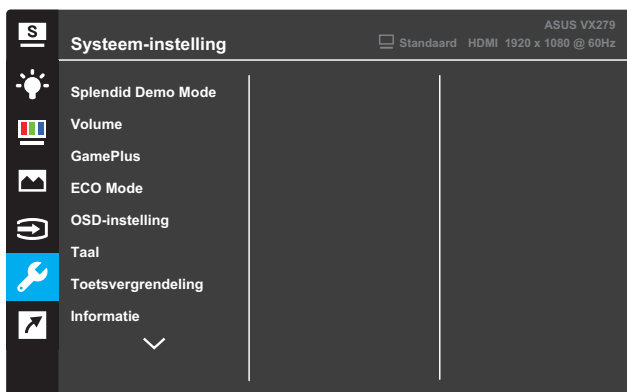 S
ASUS VX279
Systeem-instelling
Standaard HDMI 1920 x 1080 @ 60Hz
Splendid Demo Mode
Volume
GamePlus
ECO Mode
OSD-instelling
Taal
Toetsvergrendeling
Informatie